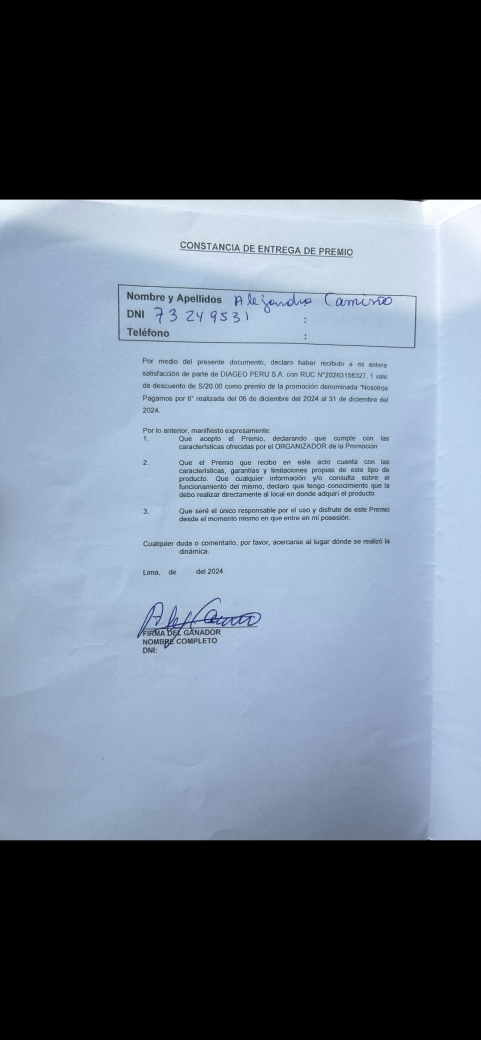 CONSTANCIA DE ENTREGA DE PREMIO
Nombre y Apellidos Alejandra Camino
DNI 73249531 :
Teléfono :
Por medio del presente documento, declaro haber recibido a mi entera
satisfacción de parte de DIAGEO PERU S.A. con RUC N°20263158327, 1 vale
de descuento de S/20.00 como premio de la promoción denominada "Nosotros
Pagamos por ti" realizada del 06 de diciembre del 2024 al 31 de diciembre del
2024.
Por lo anterior, manifiesto expresamente:
1. Que acepto el Premio, declarando que cumple con las
características ofrecidas por el ORGANIZADOR de la Promoción
2. Que el Premio que recibo en este acto cuenta con las
características, garantías y limitaciones propias de este tipo de
producto. Que cualquier información y/o consulta sobre el
funcionamiento del mismo, declaro que tengo conocimiento que la
debo realizar directamente al local en donde adquirí el producto
3. Que seré el único responsable por el uso y disfrute de este Premio
desde el momento mismo en que entre en mi posesión.
Cualquier duda o comentario, por favor, acercarse al lugar dónde se realizó la
dinámica.
Lima, de del 2024
FIRMA DEL GANADOR
NOMBRE COMPLETO
DNI: